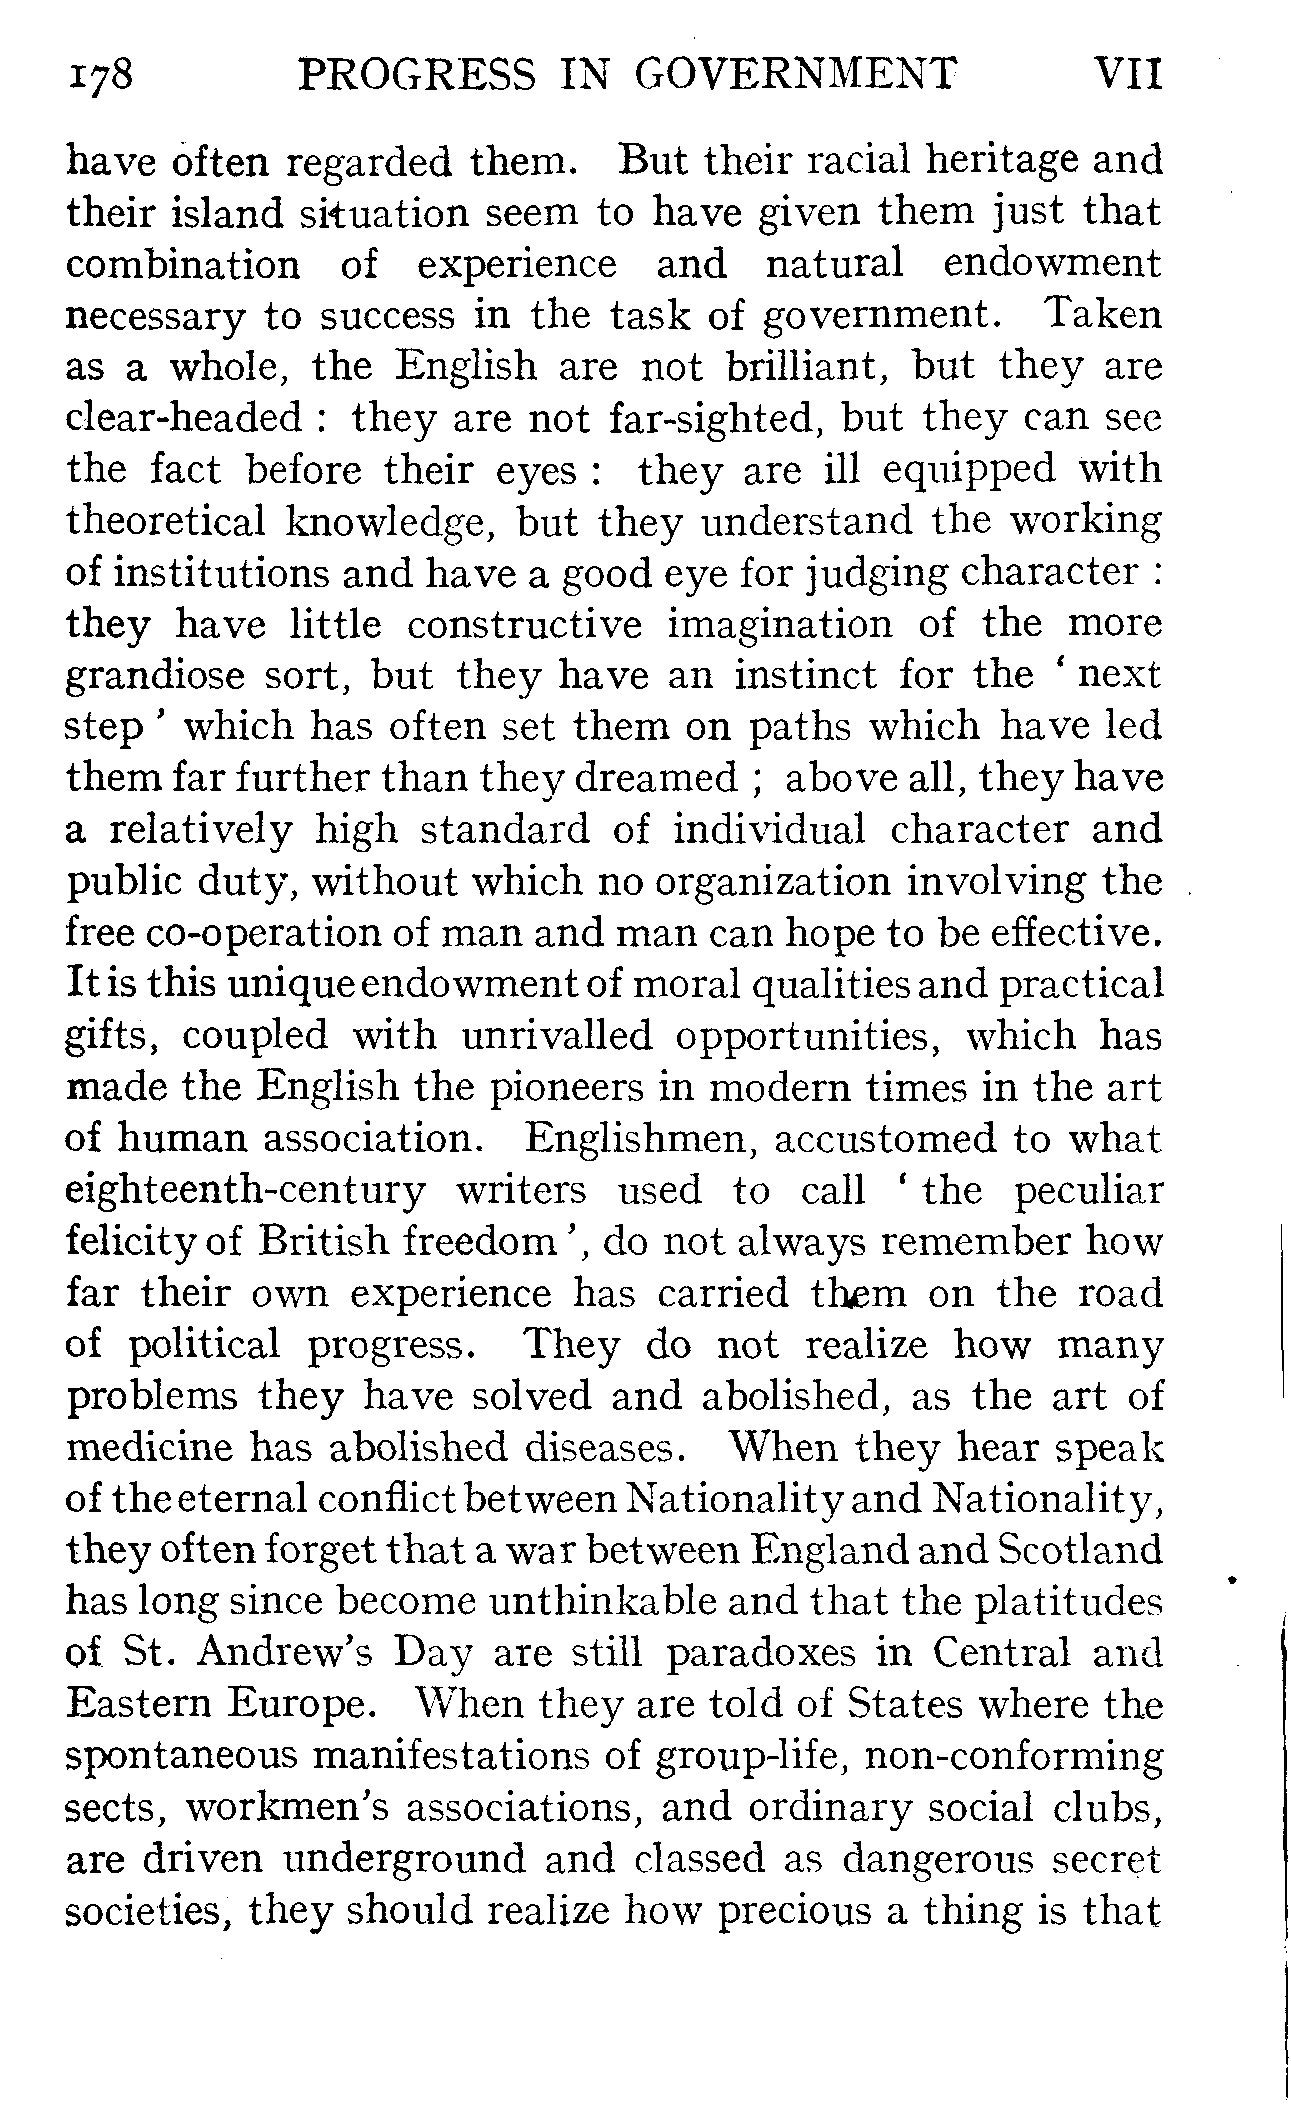 178 PROGRESS IN GOVERNMENT VII
have often regarded them. But their racial heritage and
their island situation seem to have given them just that
combination of experience and natural endowment
necessary to success in the task of government. Taken
as a whole, the English are not brilliant, but they are
clear-headed : they are not far-sighted, but they can see
the fact before their eyes : they are ill equipped with
theoretical knowledge, but they understand the working
of institutions and have a good eye for judging character :
they have little constructive imagination of the more
grandiose sort, but they have an instinct for the ‘ next
step ’ which has often set them on paths which have led
them far further than they dreamed ; above all, they have
a relatively high standard of individual character and
public duty, without which no organization involving the
free co-operation of man and man can hope to be effective.
It is this unique endowment of moral qualities and practical
gifts, coupled with unrivalled opportunities, which has
made the English the pioneers in modern times in the art
of human association. Englishmen, accustomed to what
eighteenth-century writers used to call ‘ the peculiar
felicity of British freedom ’, do not always remember how
far their own experience has carried them on the road
of political progress. They do not realize how many
problems they have solved and abolished, as the art of
medicine has abolished diseases. When they hear speak
of the eternal conflict between Nationality and Nationality,
they often forget that a war between England and Scotland
has long since become unthinkable and that the platitudes
of St. Andrew’s Day are still paradoxes in Central and
Eastern Europe. When they are told of States where the
spontaneous manifestations of group-life, non-conforming
sects, workmen’s associations, and ordinary social clubs,
are driven underground and classed as dangerous secret
societies, they should realize how precious a thing is that